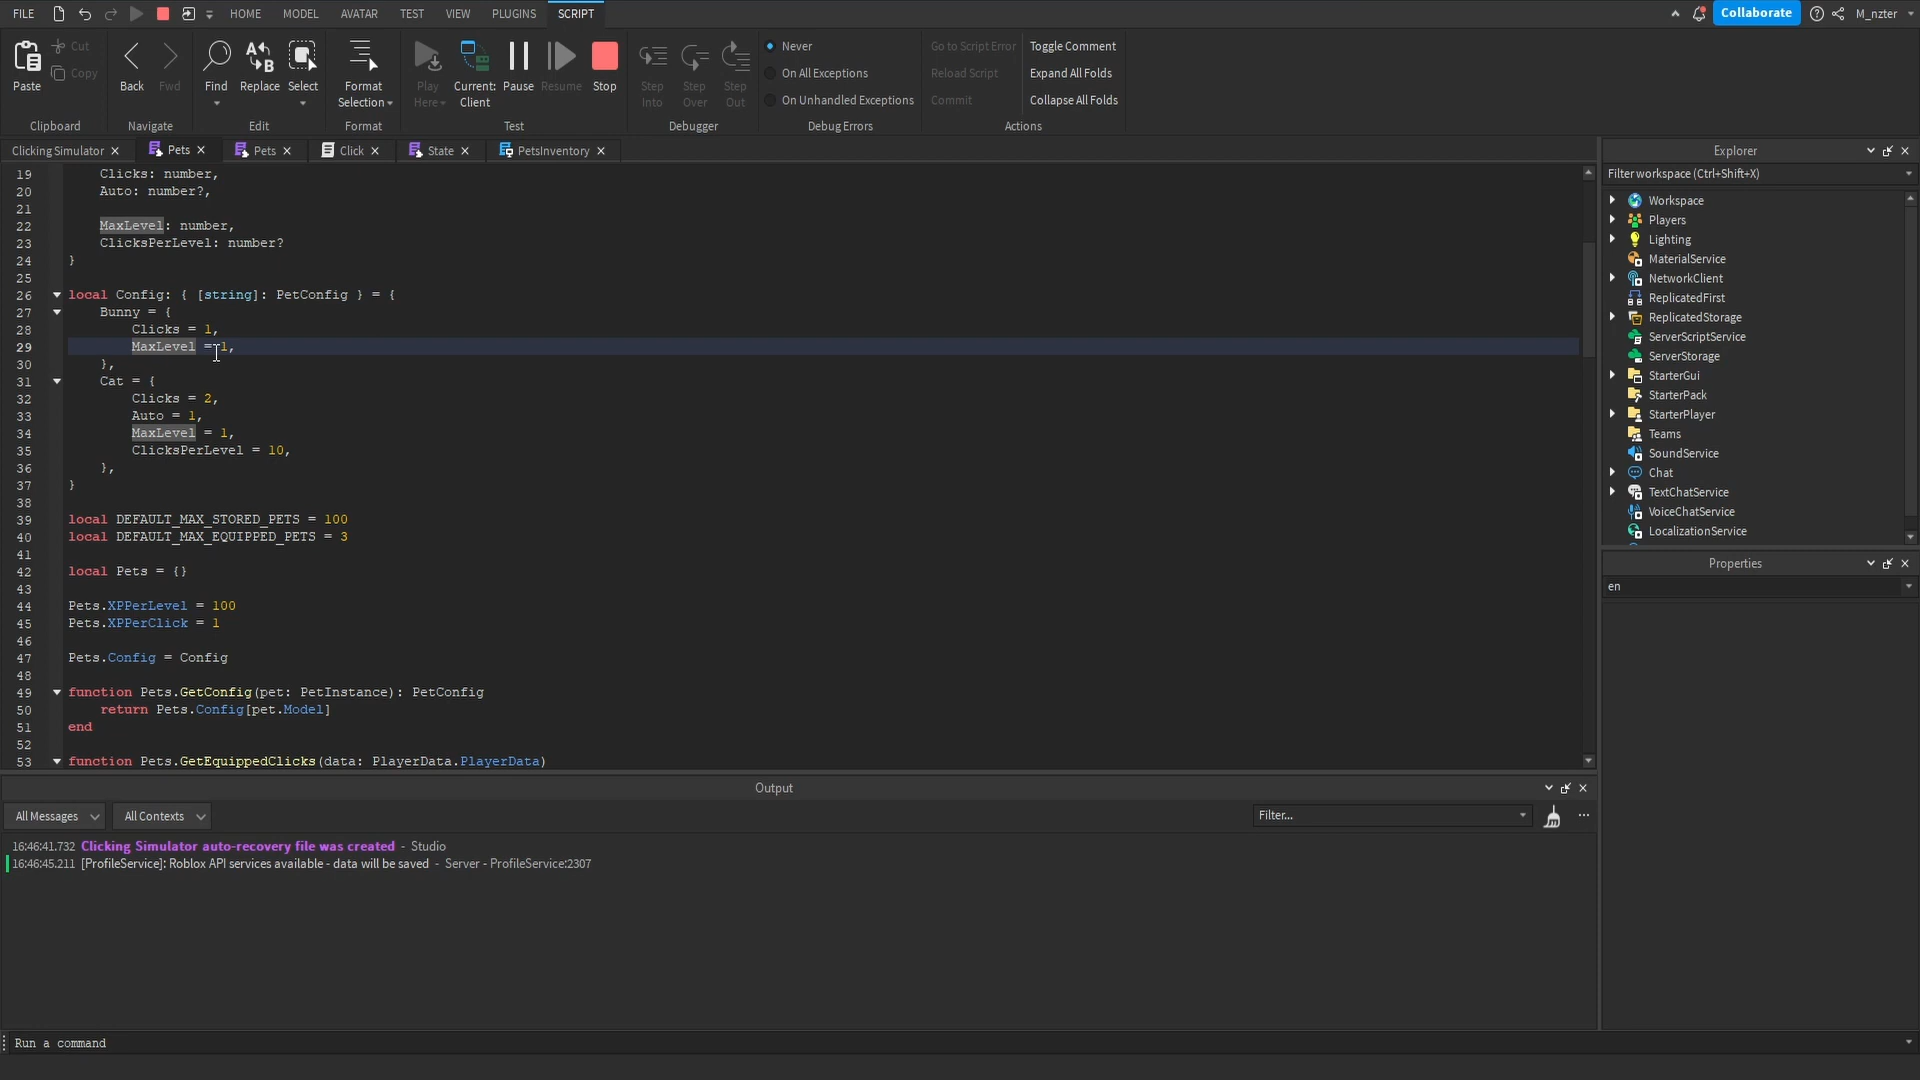 FILE HOME MODEL AVATAR TEST VIEW PLUGINS SCRIPT Collaborate M_nzter
Paste Cut Copy Back Fwd Find Replace Select Format Selection Play Here Current: Client Pause Resume Stop Step Into Step Over Step Out
Never Go to Script Error Toggle Comment
On All Exceptions Reload Script Expand All Folds
On Unhandled Exceptions Commit Collapse All Folds
Clipboard Navigate Edit Format Test Debugger Debug Errors Actions
Clicking Simulator Pets Pets Click State PetsInventory
19 Clicks: number,
20 Auto: number?,
21
22 MaxLevel: number,
23 ClicksPerLevel: number?
24 }
25
26 local Config: { [string]: PetConfig } = {
27 Bunny = {
28 Clicks = 1,
29 MaxLevel = 1,
30 },
31 Cat = {
32 Clicks = 2,
33 Auto = 1,
34 MaxLevel = 1,
35 ClicksPerLevel = 10,
36 },
37 }
38
39 local DEFAULT_MAX_STORED_PETS = 100
40 local DEFAULT_MAX_EQUIPPED_PETS = 3
41
42 local Pets = {}
43
44 Pets.XPPerLevel = 100
45 Pets.XPPerClick = 1
46
47 Pets.Config = Config
48
49 function Pets.GetConfig(pet: PetInstance): PetConfig
50 return Pets.Config[pet.Model]
51 end
52
53 function Pets.GetEquippedClicks(data: PlayerData.PlayerData)
Output
All Messages All Contexts Filter...
16:46:41.732 Clicking Simulator auto-recovery file was created - Studio
16:46:45.211 [ProfileService]: Roblox API services available - data will be saved - Server - ProfileService:2307
Run a command
Explorer
Filter workspace (Ctrl+Shift+X)
Workspace
Players
Lighting
MaterialService
NetworkClient
ReplicatedFirst
ReplicatedStorage
ServerScriptService
ServerStorage
StarterGui
StarterPack
StarterPlayer
Teams
SoundService
Chat
TextChatService
VoiceChatService
LocalizationService
Properties
en